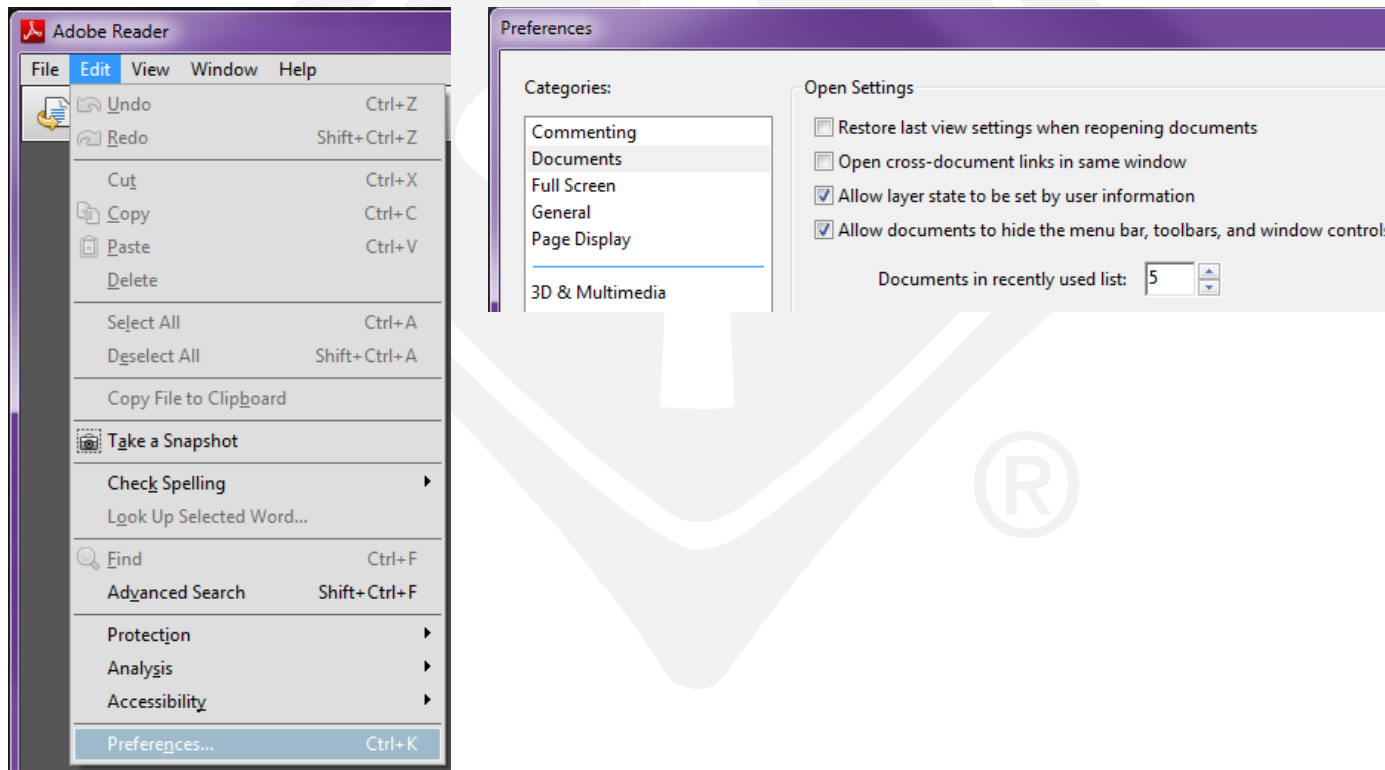 Adobe Reader
File Edit View Window Help
Undo Ctrl+Z
Redo Shift+Ctrl+Z
Cut Ctrl+X
Copy Ctrl+C
Paste Ctrl+V
Delete
Select All Ctrl+A
Deselect All Shift+Ctrl+A
Copy File to Clipboard
Take a Snapshot
Check Spelling
Look Up Selected Word...
Find Ctrl+F
Advanced Search Shift+Ctrl+F
Protection
Analysis
Accessibility
Preferences... Ctrl+K
Preferences
Categories:
Commenting
Documents
Full Screen
General
Page Display
3D & Multimedia
Open Settings
Restore last view settings when reopening documents
Open cross-document links in same window
Allow layer state to be set by user information
Allow documents to hide the menu bar, toolbars, and window controls
Documents in recently used list: 5
®